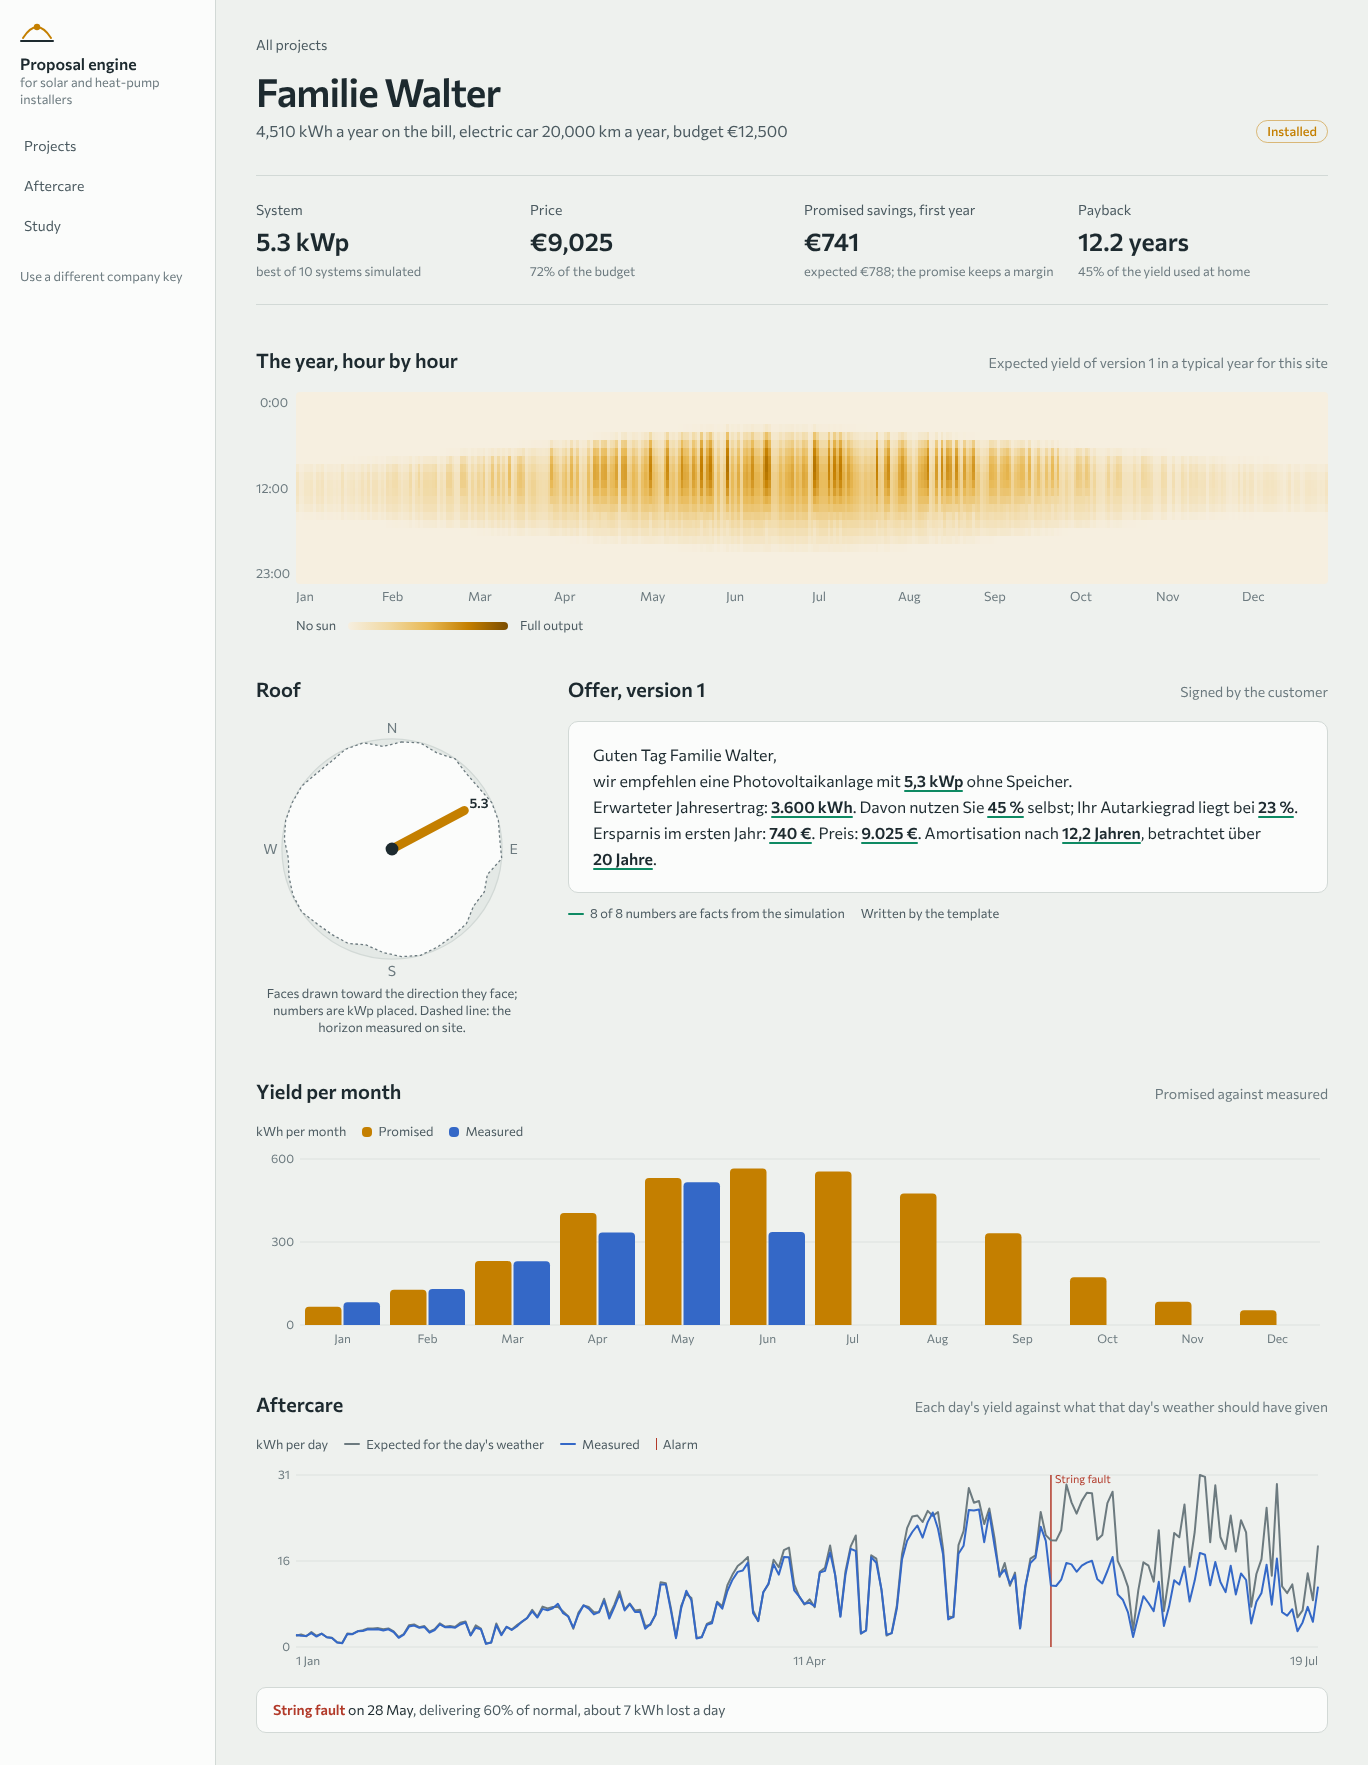 Proposal engine
for solar and heat-pump
installers
Projects
Aftercare
Study
Use a different company key
All projects
Familie Walter
4,510 kWh a year on the bill, electric car 20,000 km a year, budget €12,500
Installed
System
5.3 kWp
best of 10 systems simulated
Price
€9,025
72% of the budget
Promised savings, first year
€741
expected €788; the promise keeps a margin
Payback
12.2 years
45% of the yield used at home
The year, hour by hour
Expected yield of version 1 in a typical year for this site
0:00
12:00
23:00
Jan Feb Mar Apr May Jun Jul Aug Sep Oct Nov Dec
No sun Full output
Roof
N
5.3
W E
S
Faces drawn toward the direction they face;
numbers are kWp placed. Dashed line: the
horizon measured on site.
Offer, version 1
Signed by the customer
Guten Tag Familie Walter,
wir empfehlen eine Photovoltaikanlage mit 5,3 kWp ohne Speicher.
Erwarteter Jahresertrag: 3.600 kWh. Davon nutzen Sie 45 % selbst; Ihr Autarkiegrad liegt bei 23 %.
Ersparnis im ersten Jahr: 740 €. Preis: 9.025 €. Amortisation nach 12,2 Jahren, betrachtet über
20 Jahre.
8 of 8 numbers are facts from the simulation Written by the template
Yield per month
Promised against measured
kWh per month Promised Measured
600
300
0
Jan Feb Mar Apr May Jun Jul Aug Sep Oct Nov Dec
Aftercare
Each day's yield against what that day's weather should have given
kWh per day Expected for the day's weather Measured Alarm
31
String fault
16
0
1 Jan 11 Apr 19 Jul
String fault on 28 May, delivering 60% of normal, about 7 kWh lost a day